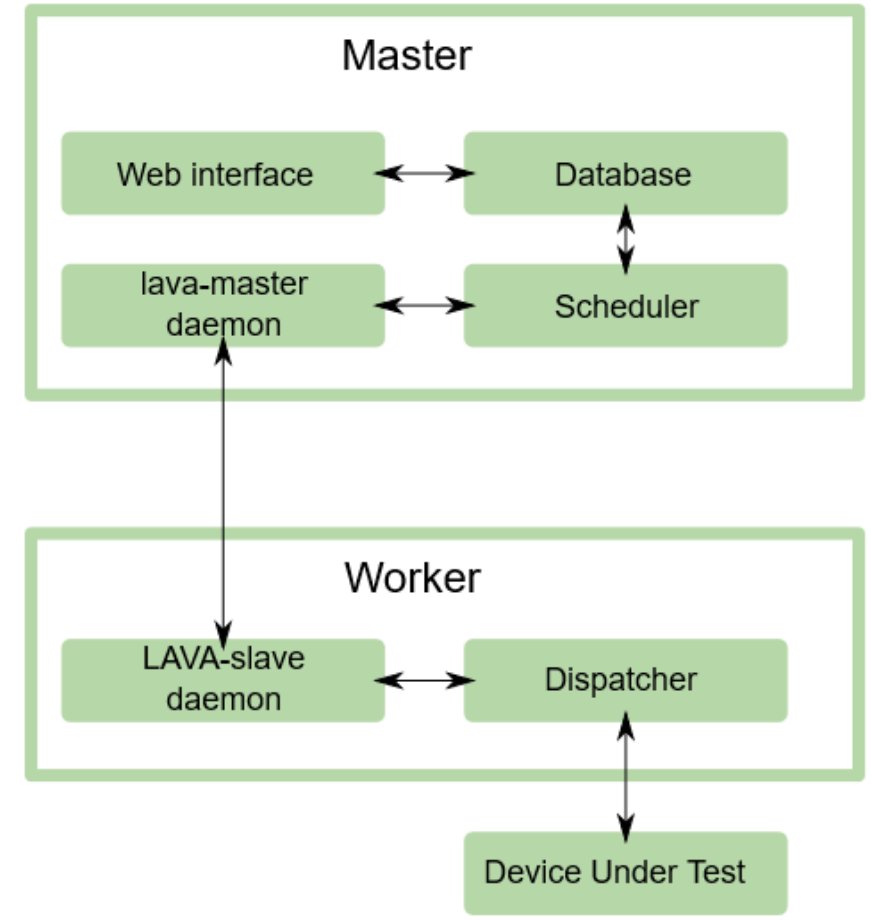 Master
Web interface
Database
lava-master
daemon
Scheduler
Worker
LAVA-slave
daemon
Dispatcher
Device Under Test